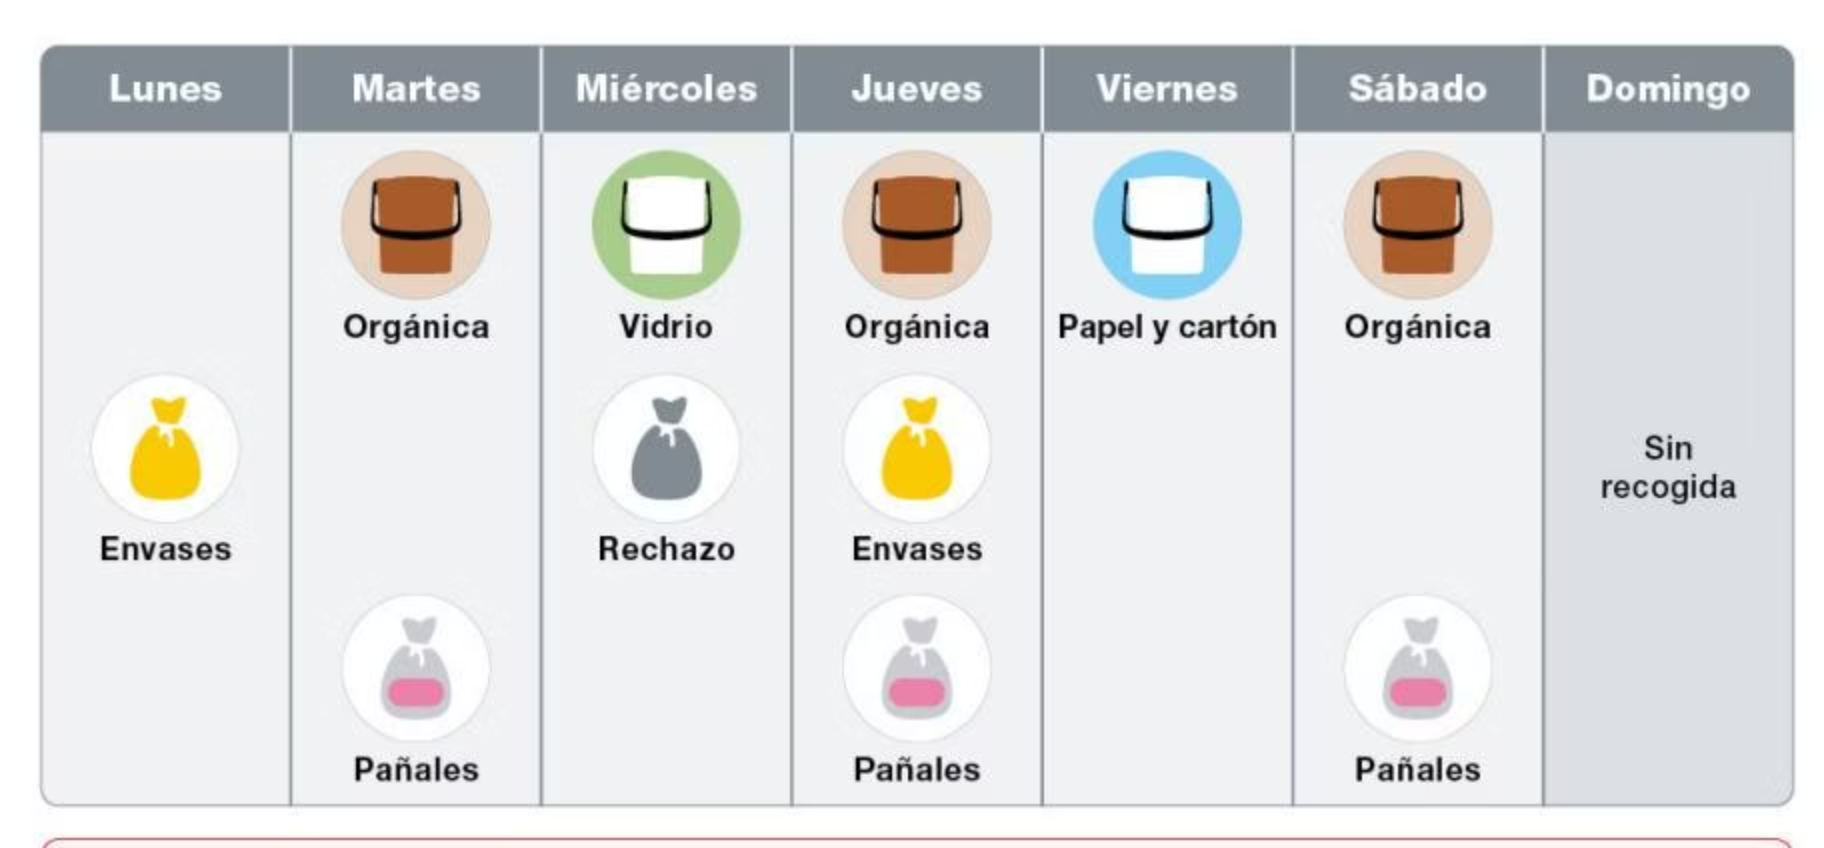 Lunes
Martes
Miércoles
Jueves
Viernes
Sábado
Domingo
Orgánica
Vidrio
Orgánica
Papel y cartón
Orgánica
Envases
Rechazo
Envases
Sin
recogida
Pañales
Pañales
Pañales